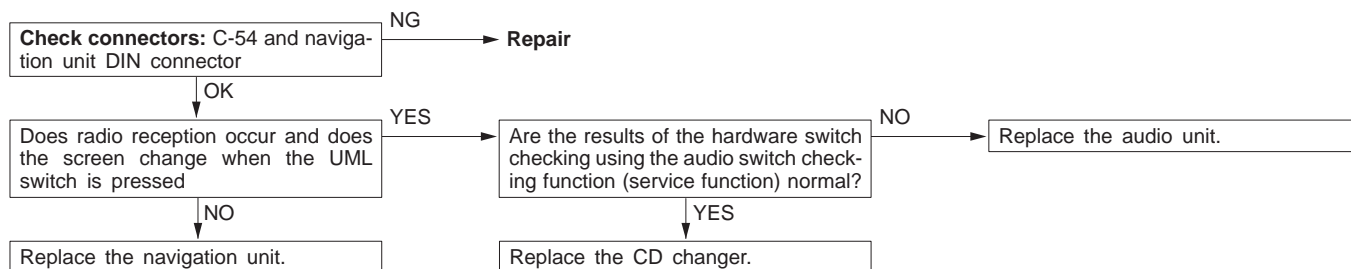 NG
Check connectors: C-54 and naviga-
tion unit DIN connector
Repair
OK
Does radio reception occur and does
the screen change when the UML
switch is pressed
YES
Are the results of the hardware switch
checking using the audio switch check-
ing function (service function) normal?
NO
Replace the audio unit.
NO
Replace the navigation unit.
YES
Replace the CD changer.